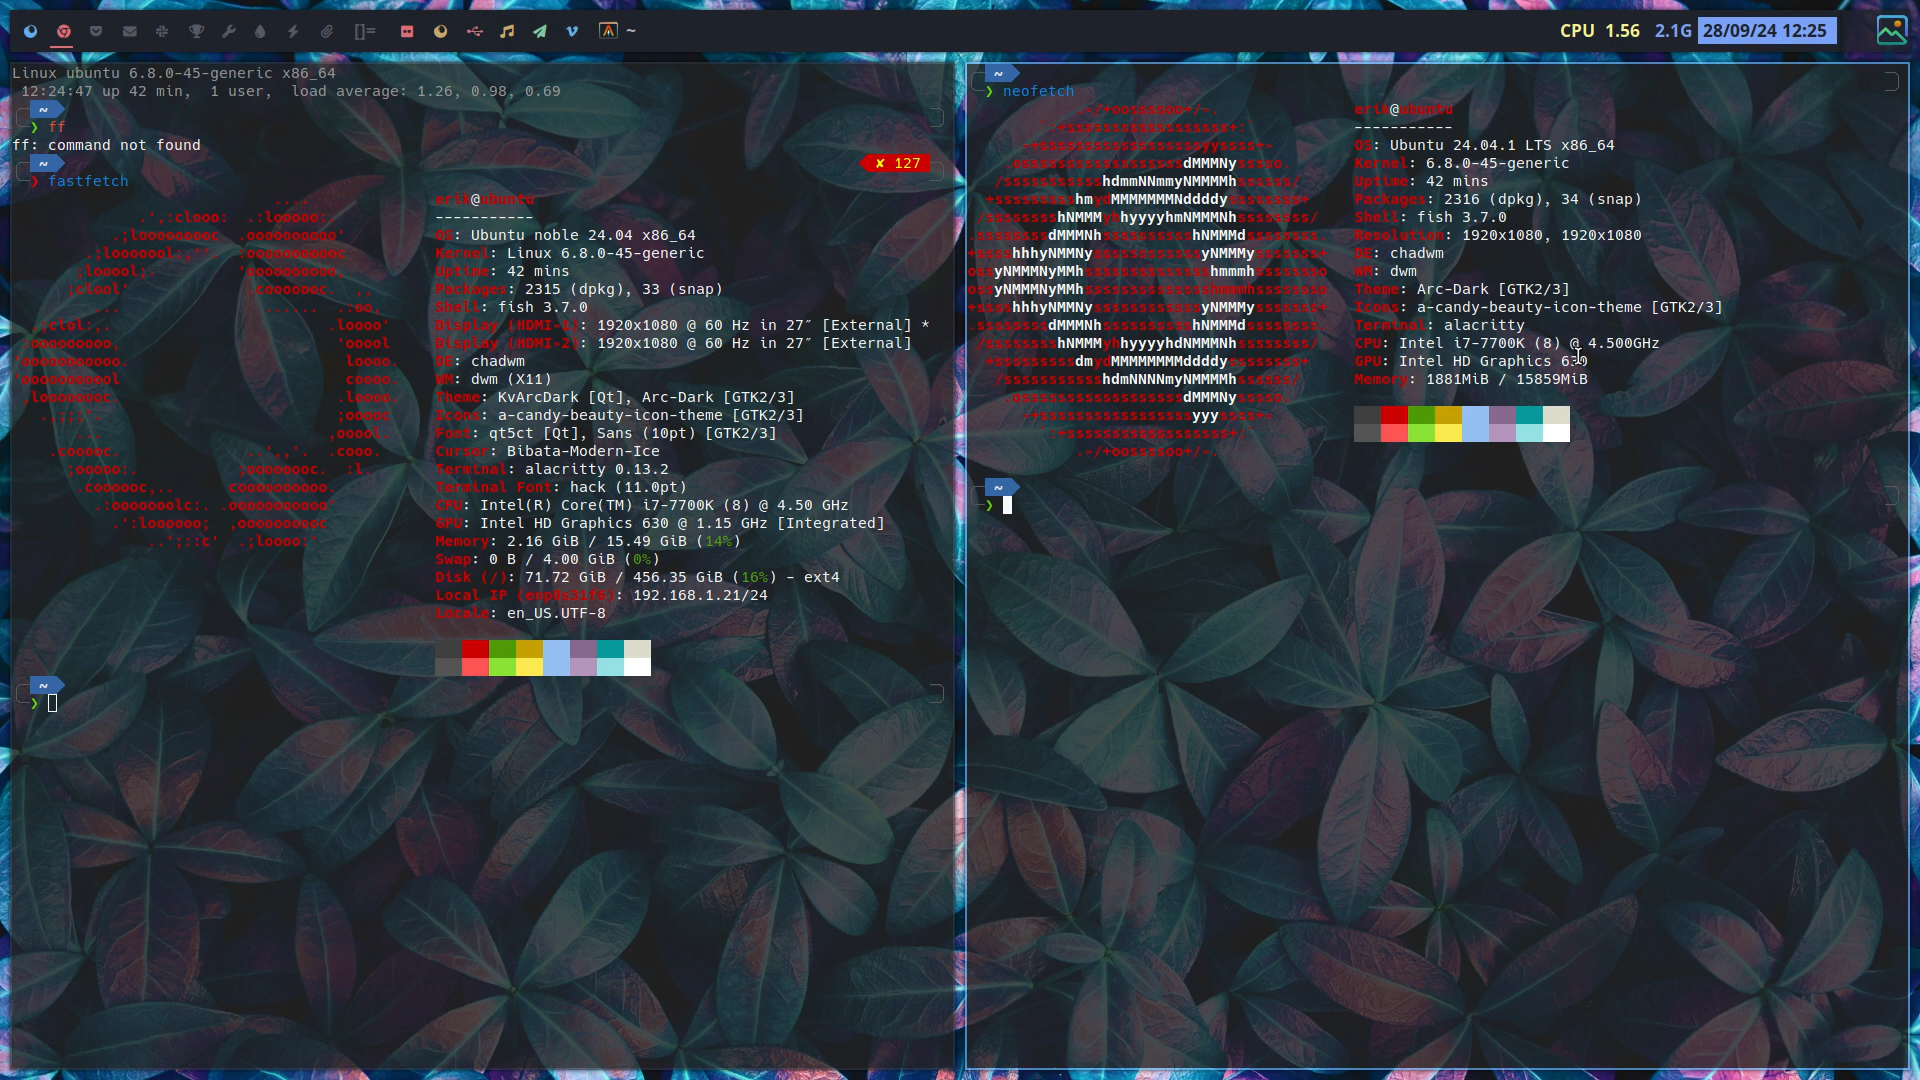 []= ~ CPU 1.56 2.1G 28/09/24 12:25
Linux ubuntu 6.8.0-45-generic x86_64
12:24:47 up 42 min, 1 user, load average: 1.26, 0.98, 0.69
~
❯ ff
ff: command not found
~ ✘ 127
❯ fastfetch
erik@ubuntu
-----------
OS: Ubuntu noble 24.04 x86_64
Kernel: Linux 6.8.0-45-generic
Uptime: 42 mins
Packages: 2315 (dpkg), 33 (snap)
Shell: fish 3.7.0
Display (HDMI-1): 1920x1080 @ 60 Hz in 27″ [External] *
Display (HDMI-2): 1920x1080 @ 60 Hz in 27″ [External]
DE: chadwm
WM: dwm (X11)
Theme: KvArcDark [Qt], Arc-Dark [GTK2/3]
Icons: a-candy-beauty-icon-theme [GTK2/3]
Font: qt5ct [Qt], Sans (10pt) [GTK2/3]
Cursor: Bibata-Modern-Ice
Terminal: alacritty 0.13.2
Terminal Font: hack (11.0pt)
CPU: Intel(R) Core(TM) i7-7700K (8) @ 4.50 GHz
GPU: Intel HD Graphics 630 @ 1.15 GHz [Integrated]
Memory: 2.16 GiB / 15.49 GiB (14%)
Swap: 0 B / 4.00 GiB (0%)
Disk (/): 71.72 GiB / 456.35 GiB (16%) - ext4
Local IP (enp0s31f6): 192.168.1.21/24
Locale: en_US.UTF-8
~
❯
~
❯ neofetch
erik@ubuntu
-----------
OS: Ubuntu 24.04.1 LTS x86_64
Kernel: 6.8.0-45-generic
Uptime: 42 mins
Packages: 2316 (dpkg), 34 (snap)
Shell: fish 3.7.0
Resolution: 1920x1080, 1920x1080
DE: chadwm
WM: dwm
Theme: Arc-Dark [GTK2/3]
Icons: a-candy-beauty-icon-theme [GTK2/3]
Terminal: alacritty
CPU: Intel i7-7700K (8) @ 4.500GHz
GPU: Intel HD Graphics 630
Memory: 1881MiB / 15859MiB
~
❯